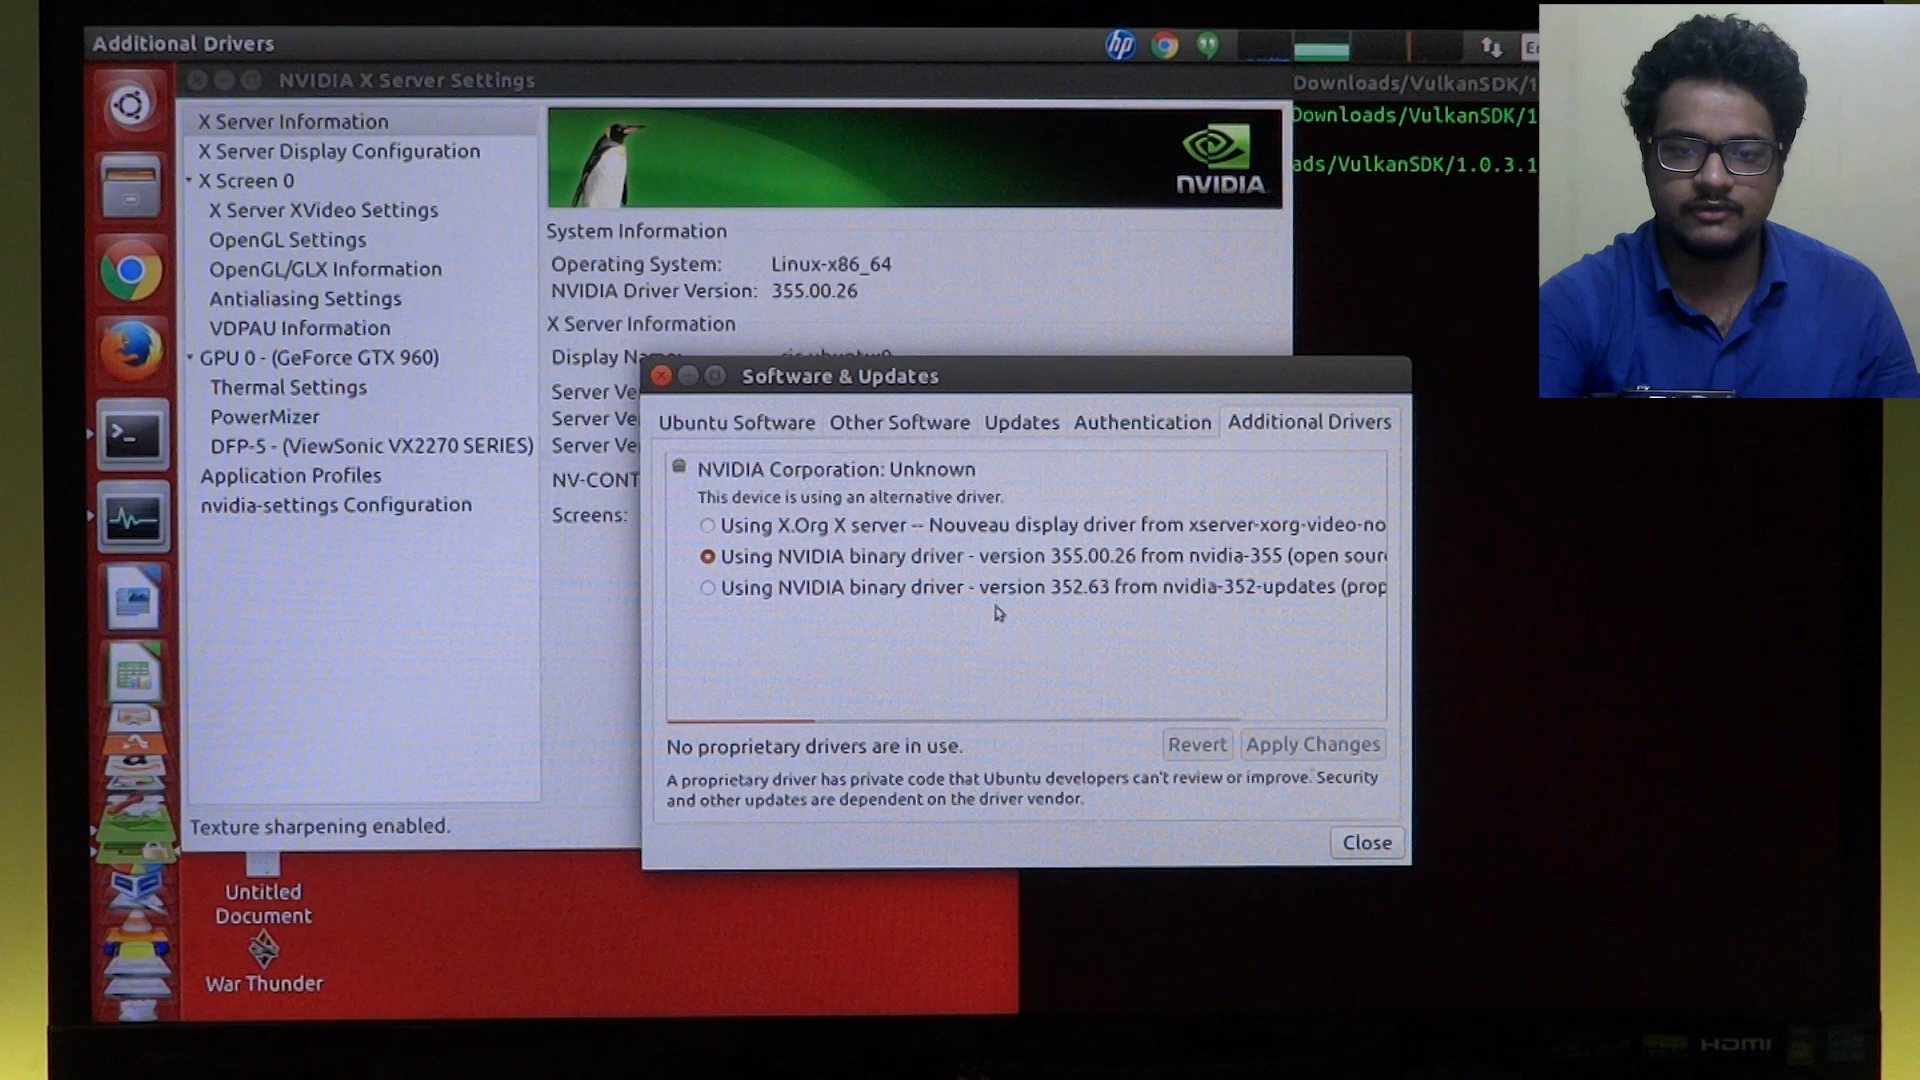 Additional Drivers
hp
En
NVIDIA X Server Settings
Downloads/VulkanSDK/1
X Server Information
X Server Display Configuration
X Screen 0
X Server XVideo Settings
OpenGL Settings
OpenGL/GLX Information
Antialiasing Settings
VDPAU Information
GPU 0 - (GeForce GTX 960)
Thermal Settings
PowerMizer
DFP-5 - (ViewSonic VX2270 SERIES)
Application Profiles
nvidia-settings Configuration
Texture sharpening enabled.
NVIDIA
Downloads/VulkanSDK/1
ads/VulkanSDK/1.0.3.1
System Information
Operating System: Linux-x86_64
NVIDIA Driver Version: 355.00.26
X Server Information
Display
Server Ve
Server Ve
Server Ve
NV-CONT
Screens:
Software & Updates
Ubuntu Software Other Software Updates Authentication Additional Drivers
NVIDIA Corporation: Unknown
This device is using an alternative driver.
Using X.Org X server -- Nouveau display driver from xserver-xorg-video-no
Using NVIDIA binary driver - version 355.00.26 from nvidia-355 (open sour
Using NVIDIA binary driver - version 352.63 from nvidia-352-updates (prop
No proprietary drivers are in use.
Revert Apply Changes
A proprietary driver has private code that Ubuntu developers can't review or improve. Security
and other updates are dependent on the driver vendor.
Close
Untitled
Document
War Thunder
HDMI